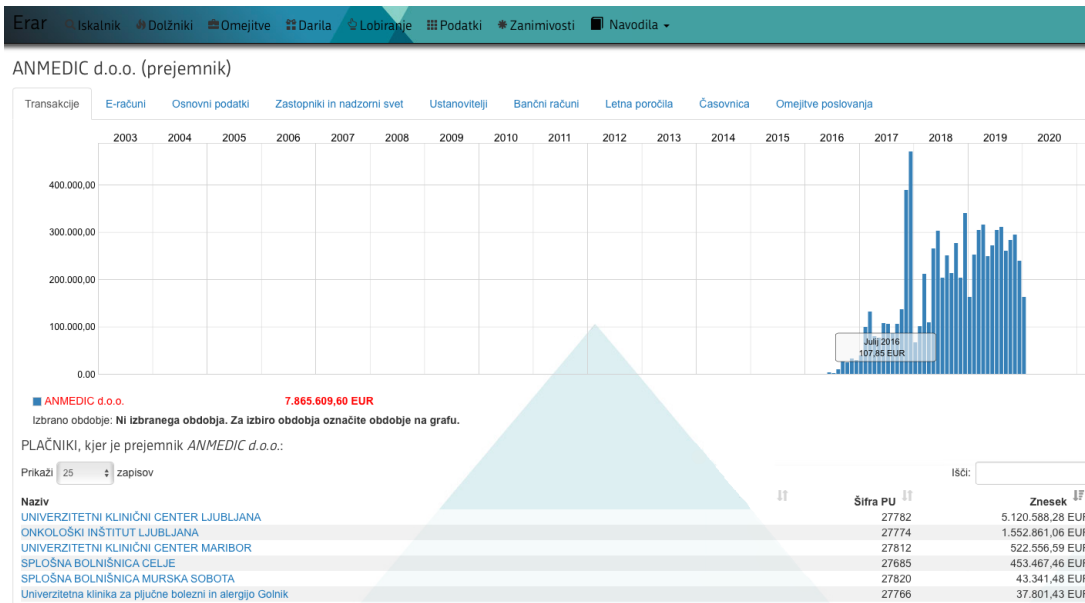 Erar Iskalnik Dolžniki Omejitve Darila Lobiranje Podatki Zanimivosti Navodila
ANMEDIC d.o.o. (prejemnik)
Transakcije E-računi Osnovni podatki Zastopniki in nadzorni svet Ustanovitelji Bančni računi Letna poročila Časovnica Omejitve poslovanja
2003 2004 2005 2006 2007 2008 2009 2010 2011 2012 2013 2014 2015 2016 2017 2018 2019 2020
400.000,00
300.000,00
200.000,00
100.000,00
Julij 2016
107,85 EUR
0.00
ANMEDIC d.o.o. 7.865.609,60 EUR
Izbrano obdobje: Ni izbranega obdobja. Za izbiro obdobja označite obdobje na grafu.
PLAČNIKI, kjer je prejemnik ANMEDIC d.o.o.:
Prikaži 25 zapisov Išči:
Naziv Šifra PU Znesek
UNIVERZITETNI KLINIČNI CENTER LJUBLJANA 27782 5.120.588,28 EUR
ONKOLOŠKI INŠTITUT LJUBLJANA 27774 1.552.861,06 EUR
UNIVERZITETNI KLINIČNI CENTER MARIBOR 27812 522.556,59 EUR
SPLOŠNA BOLNIŠNICA CELJE 27685 453.467,46 EUR
SPLOŠNA BOLNIŠNICA MURSKA SOBOTA 27820 43.341,48 EUR
Univerzitetna klinika za pljučne bolezni in alergijo Golnik 27766 37.801,43 EUR